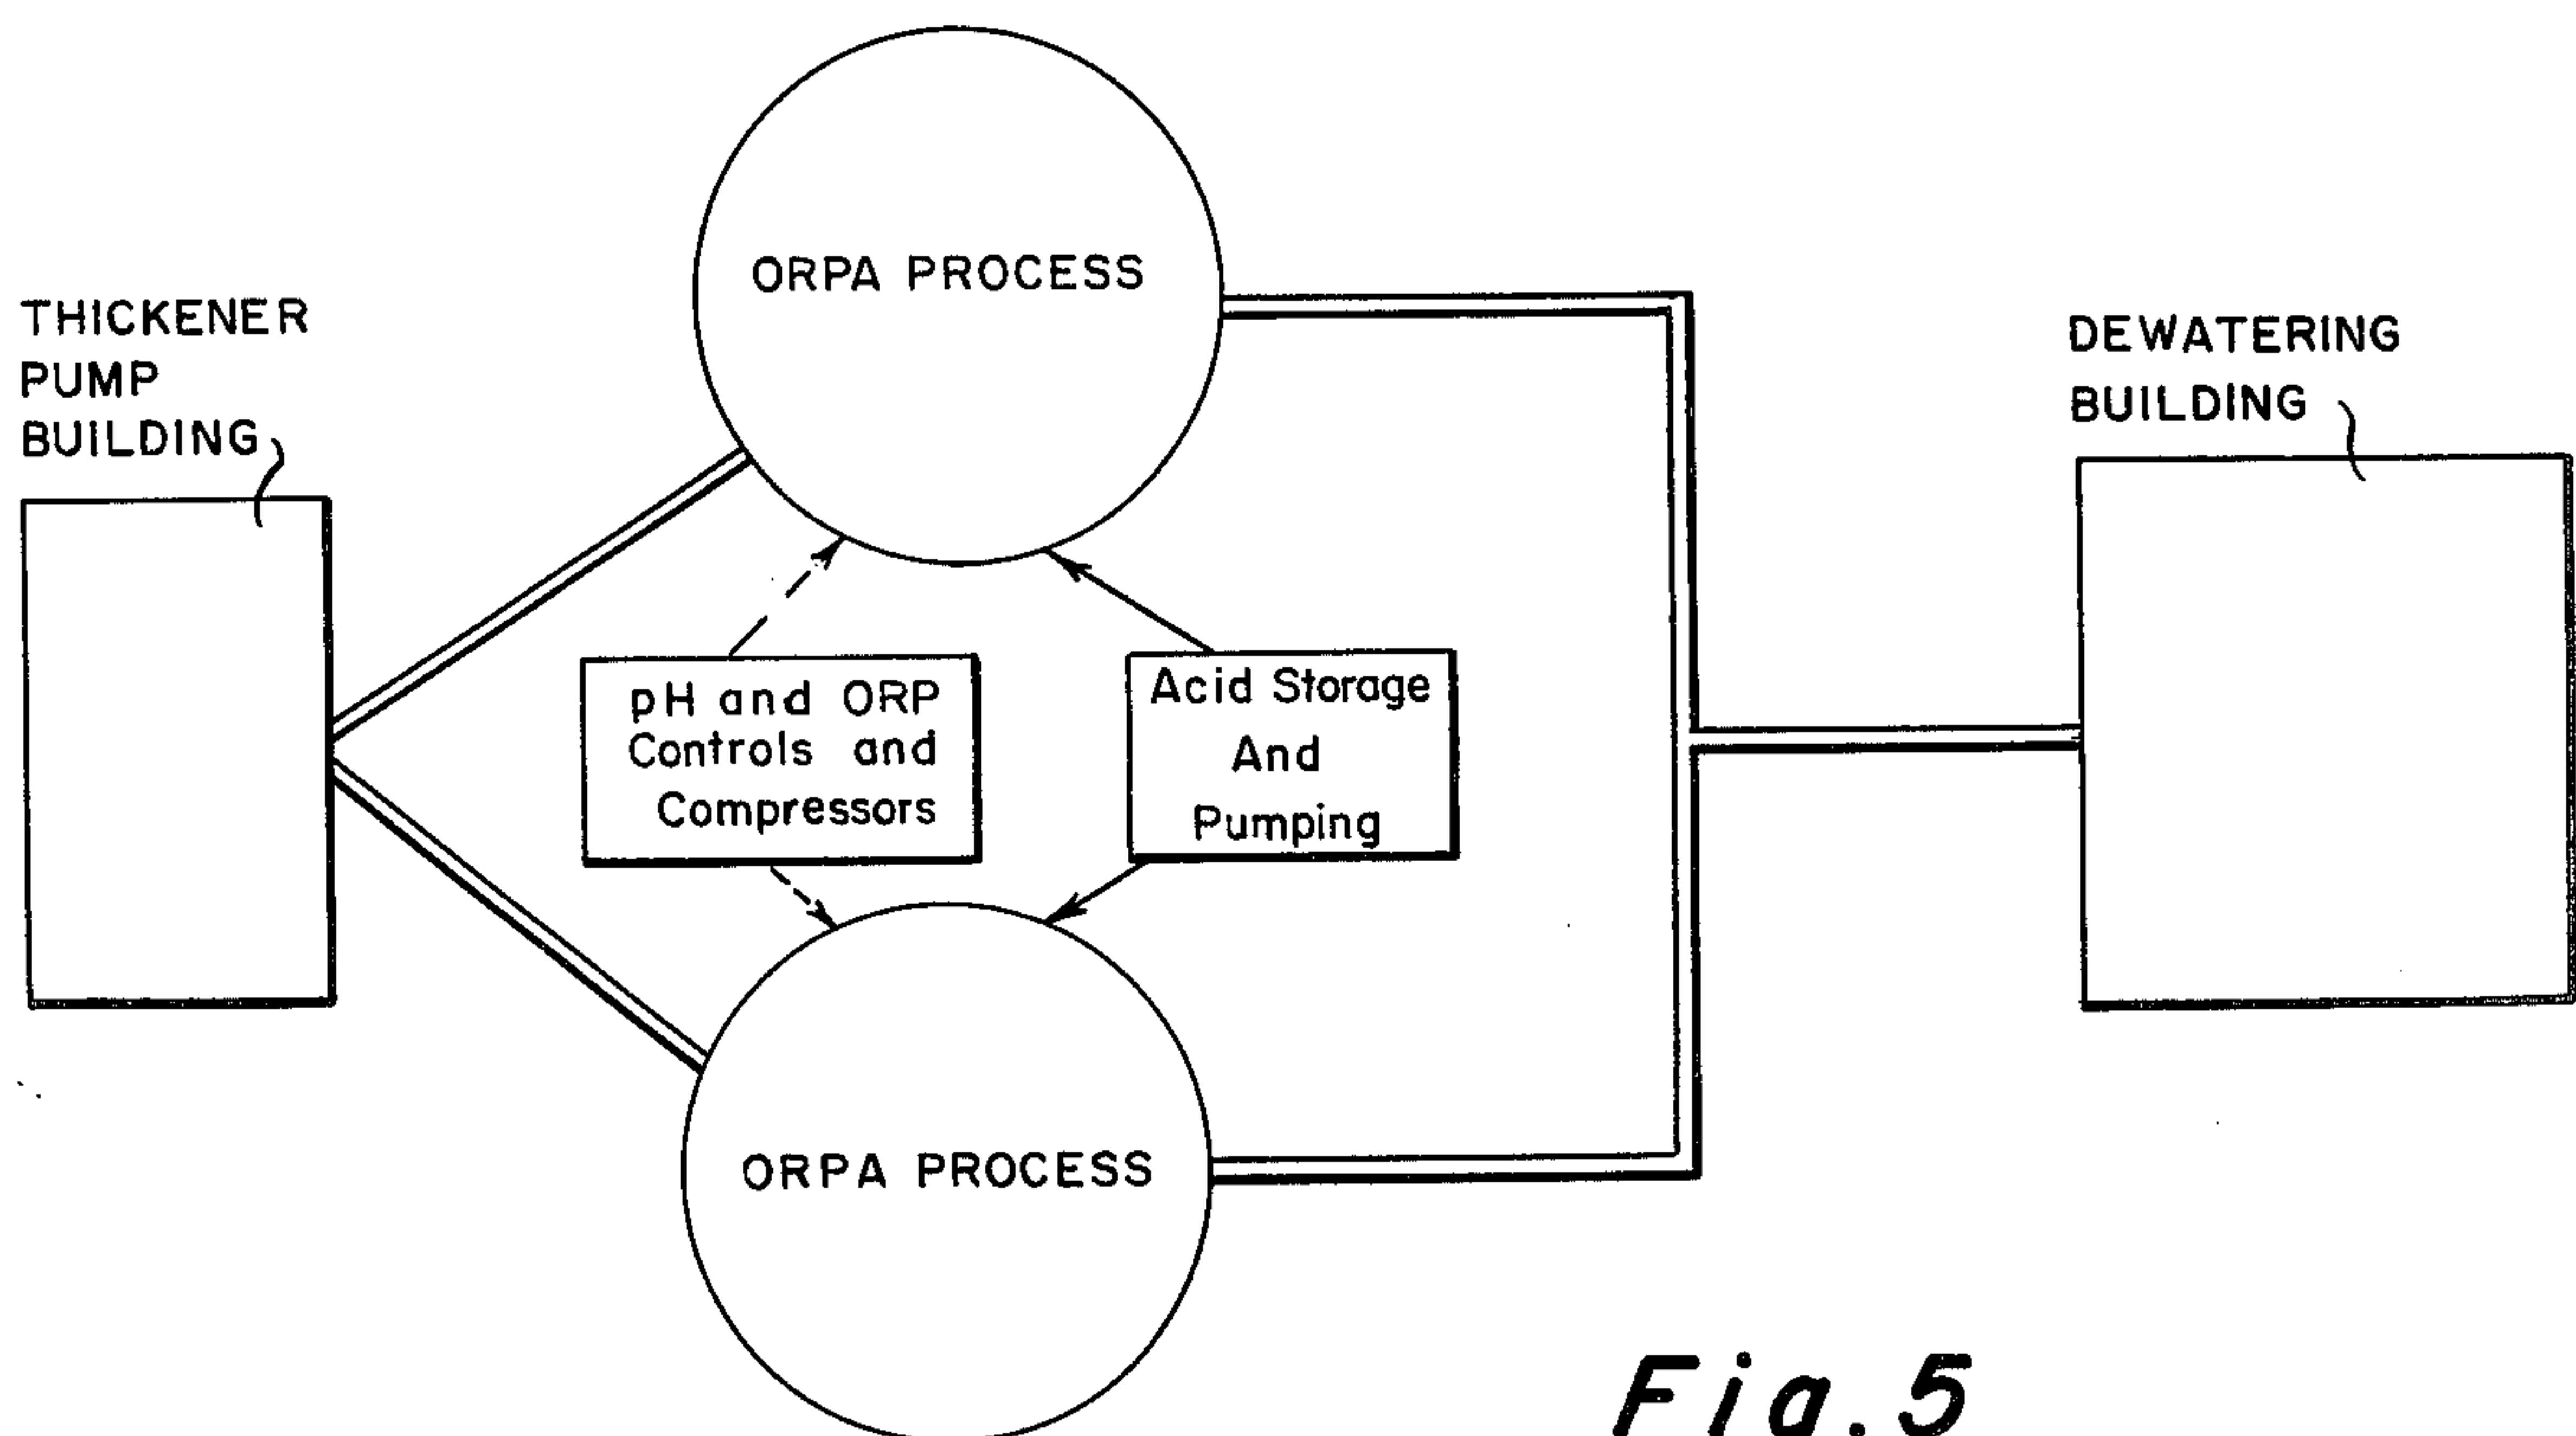 ORPA PROCESS
THICKENER
PUMP
BUILDING
DEWATERING
BUILDING
pH and ORP
Controls and
Compressors
Acid Storage
And
Pumping
ORPA PROCESS
Fig.5